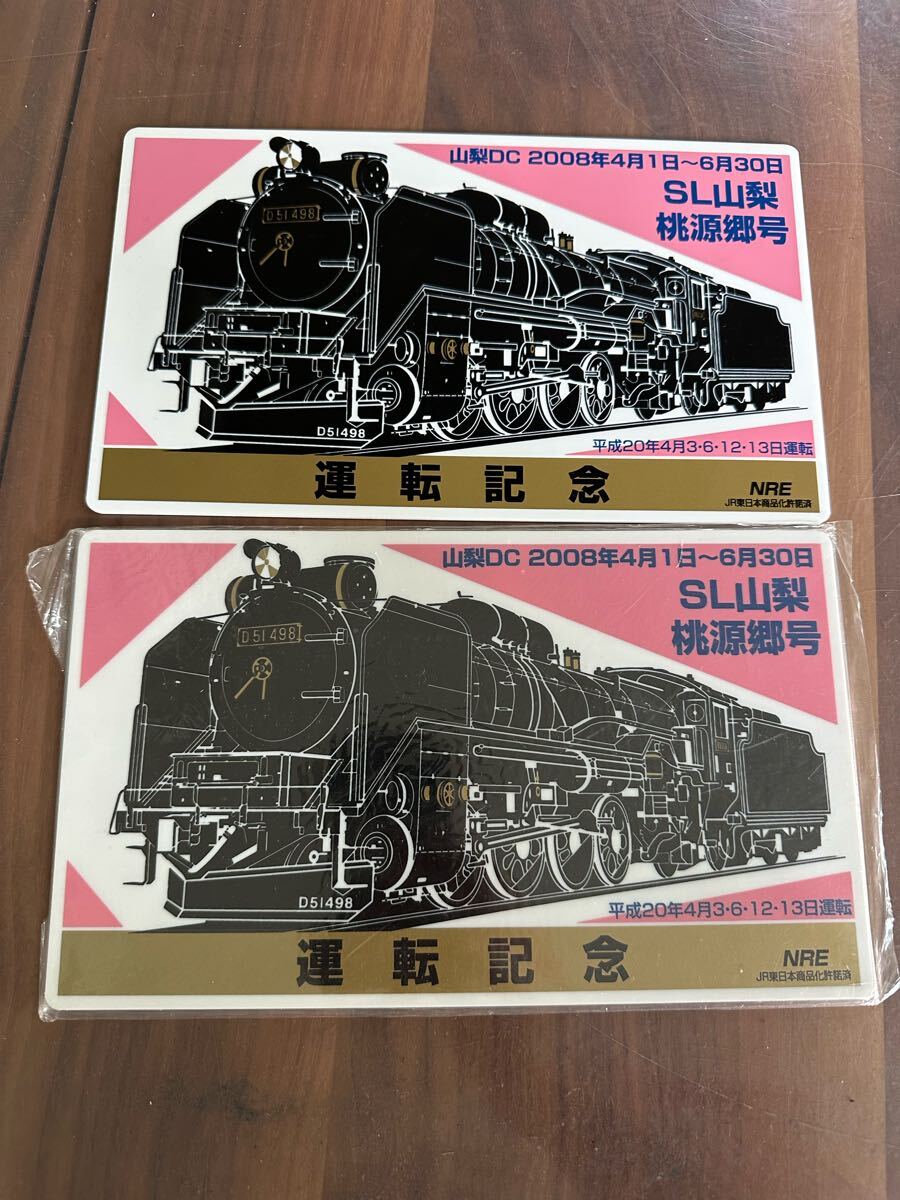 山梨DC 2008年4月1日～6月30日
SL山梨
桃源郷号
D51 498
D51498
平成20年4月3・6・12・13日運転
運転記念
NRE
JR東日本商品化許諾済
山梨DC 2008年4月1日～6月30日
SL山梨
桃源郷号
D51 498
D51498
平成20年4月3・6・12・13日運転
運転記念
NRE
JR東日本商品化許諾済